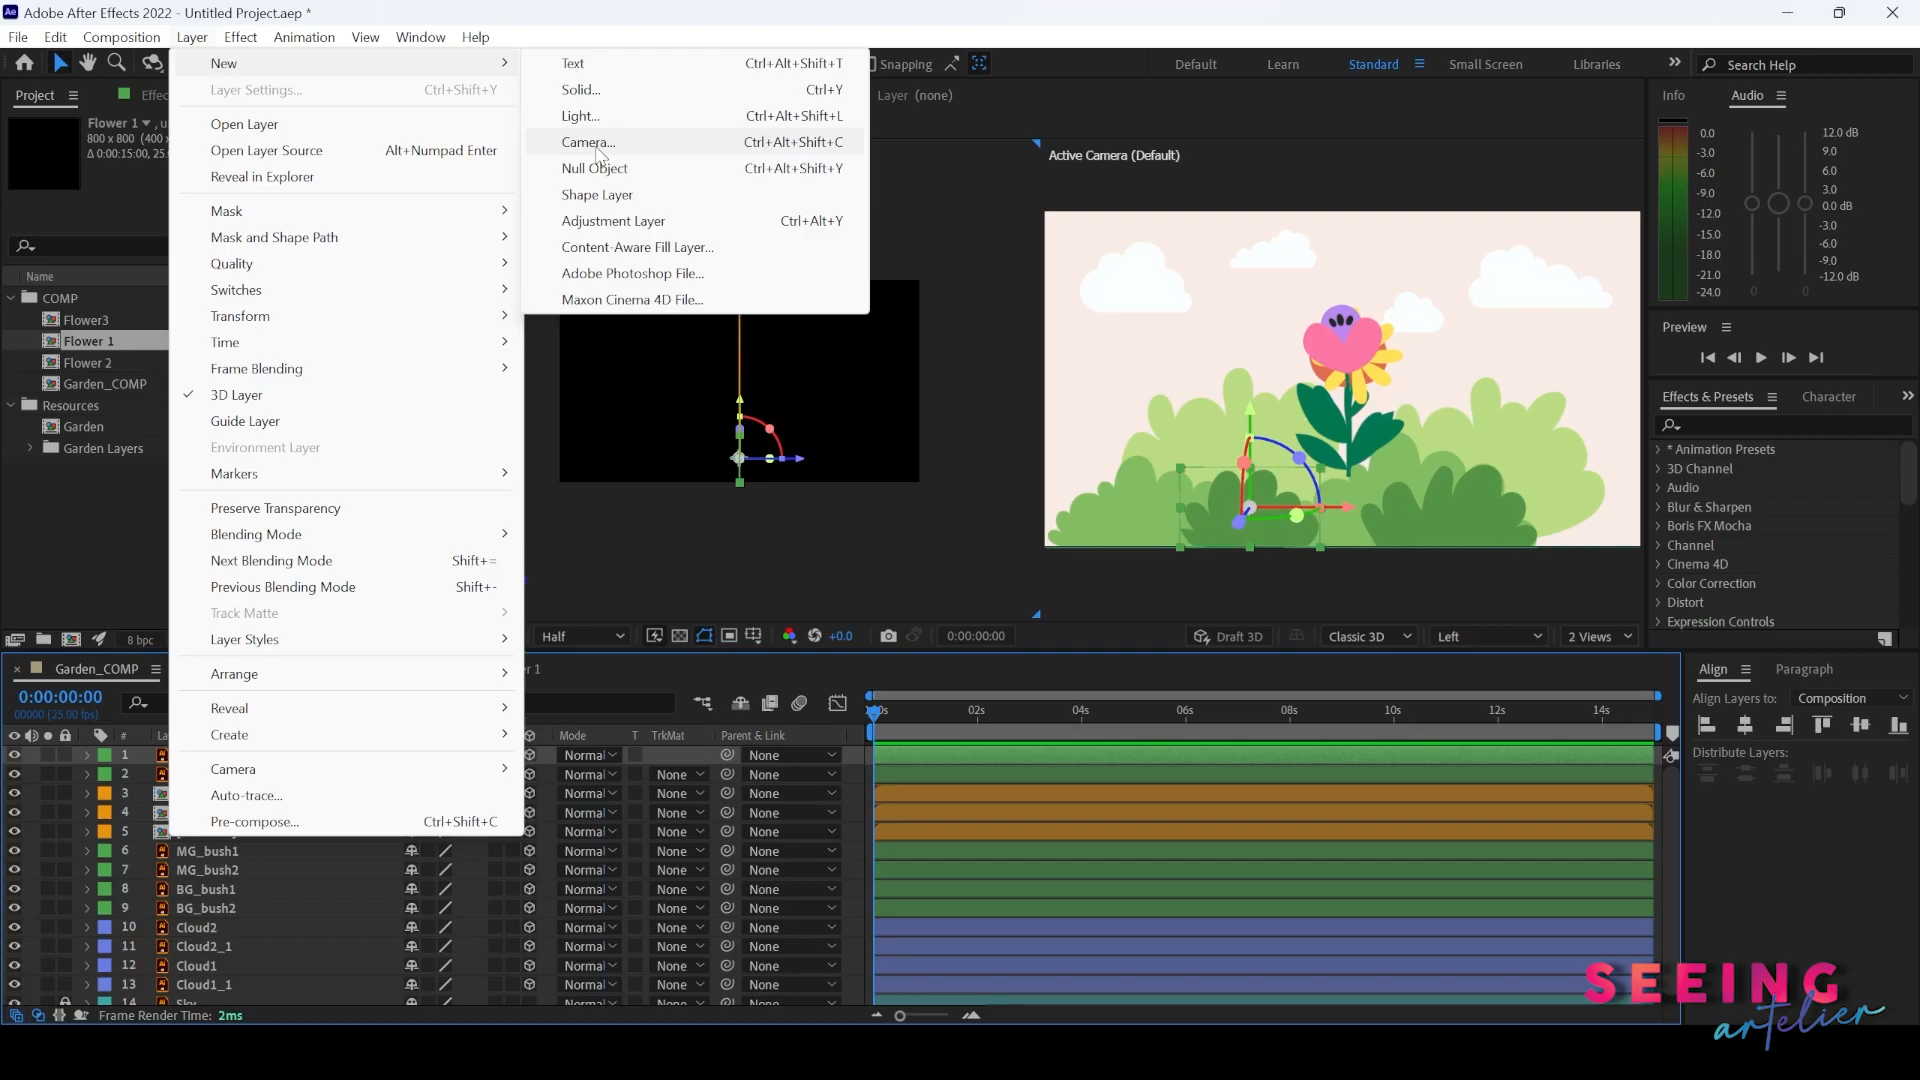 Adobe After Effects 2022 - Untitled Project.aep *
File Edit Composition Layer Effect Animation View Window Help
Snapping
Default Learn Standard Small Screen Libraries
Search Help
Project
Effec
Layer (none)
Info Audio
Flower 1
800 x 800 (400 x
Δ 0:00:15:00, 25.0
Name
COMP
Flower3
Flower 1
Flower 2
Garden_COMP
Resources
Garden
Garden Layers
8 bpc
New
Layer Settings... Ctrl+Shift+Y
Open Layer
Open Layer Source Alt+Numpad Enter
Reveal in Explorer
Mask
Mask and Shape Path
Quality
Switches
Transform
Time
Frame Blending
3D Layer
Guide Layer
Environment Layer
Markers
Preserve Transparency
Blending Mode
Next Blending Mode Shift+=
Previous Blending Mode Shift+-
Track Matte
Layer Styles
Arrange
Reveal
Create
Camera
Auto-trace...
Pre-compose... Ctrl+Shift+C
Text Ctrl+Alt+Shift+T
Solid... Ctrl+Y
Light... Ctrl+Alt+Shift+L
Camera... Ctrl+Alt+Shift+C
Null Object Ctrl+Alt+Shift+Y
Shape Layer
Adjustment Layer Ctrl+Alt+Y
Content-Aware Fill Layer...
Adobe Photoshop File...
Maxon Cinema 4D File...
Active Camera (Default)
0.0 12.0 dB
-3.0 9.0
-6.0 6.0
-9.0 3.0
-12.0 0.0 dB
-15.0 -3.0
-18.0 -6.0
-21.0 -9.0
-24.0 -12.0 dB
0 0
Preview
Effects & Presets Character
* Animation Presets
3D Channel
Audio
Blur & Sharpen
Boris FX Mocha
Channel
Cinema 4D
Color Correction
Distort
Expression Controls
Half +0.0 0:00:00:00 Draft 3D Classic 3D Left 2 Views
Garden_COMP
r 1
0:00:00:00
00000 (25.00 fps)
02s 04s 06s 08s 10s 12s 14s
# Mode T TrkMat Parent & Link
1 Normal None
2 Normal None None
3 Normal None None
4 Normal None None
5 Normal None None
6 MG_bush1 Normal None None
7 MG_bush2 Normal None None
8 BG_bush1 Normal None None
9 BG_bush2 Normal None None
10 Cloud2 Normal None None
11 Cloud2_1 Normal None None
12 Cloud1 Normal None None
13 Cloud1_1 Normal None None
14 Sky Normal None None
Frame Render TIme: 2ms
Align Paragraph
Align Layers to: Composition
Distribute Layers:
SEEING
artelier